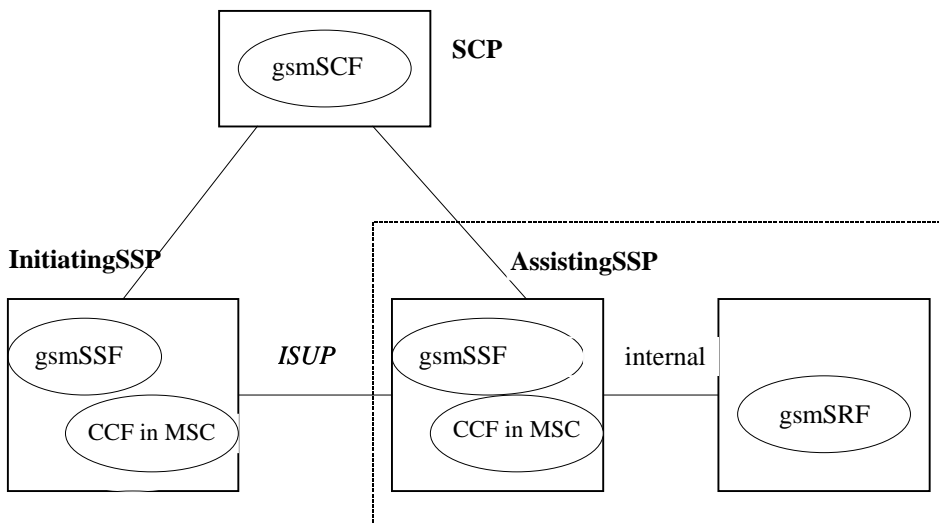 SCP
gsmSCF
InitiatingSSP
AssistingSSP
gsmSSF
ISUP
gsmSSF
internal
CCF in MSC
CCF in MSC
gsmSRF